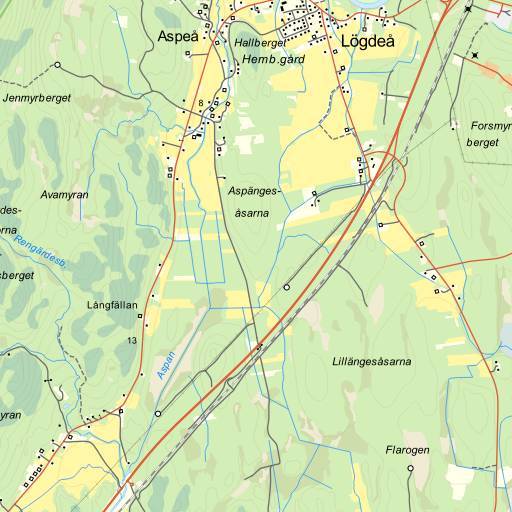 Aspeå
Hallberget
Lögdeå
Hemb.gård
Jenmyrberget
8
Forsmyr
berget
Avamyran
Aspänges-
åsarna
des-
rna
Rengårdesb.
sberget
Långfällan
13
Aspan
Lillängesåsarna
yran
Flarogen